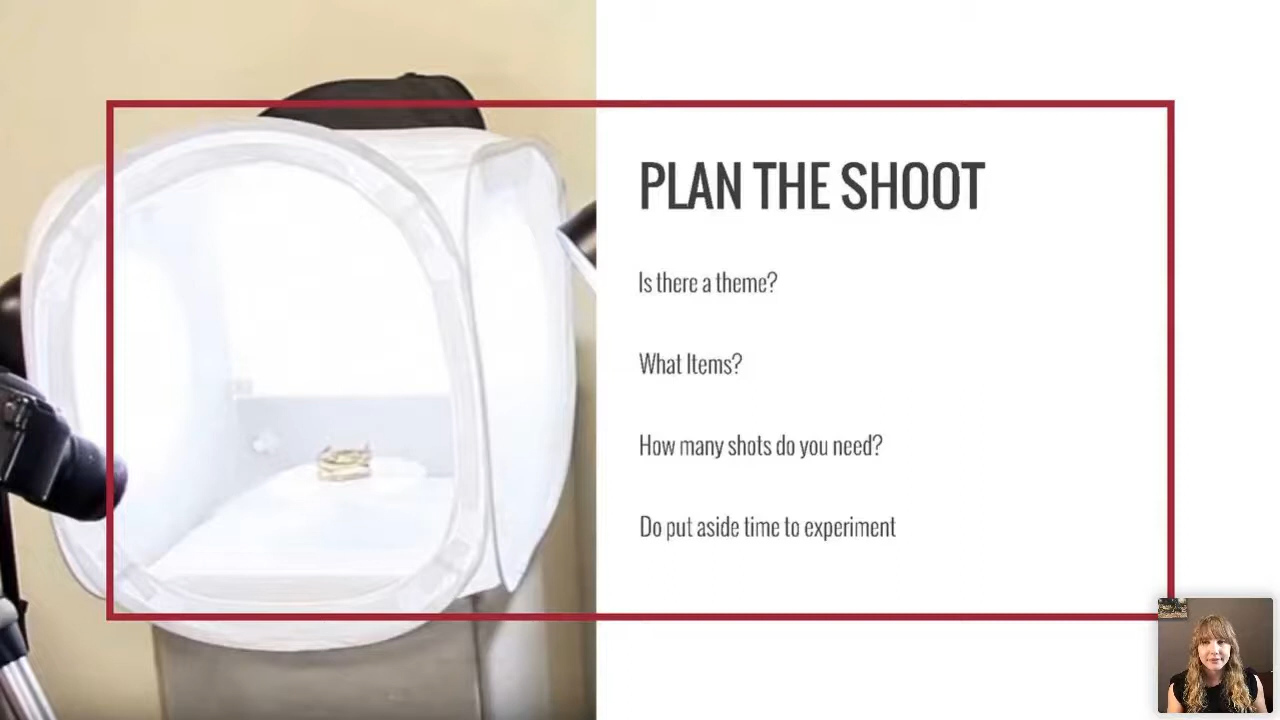 PLAN THE SHOOT
Is there a theme?
What Items?
How many shots do you need?
Do put aside time to experiment